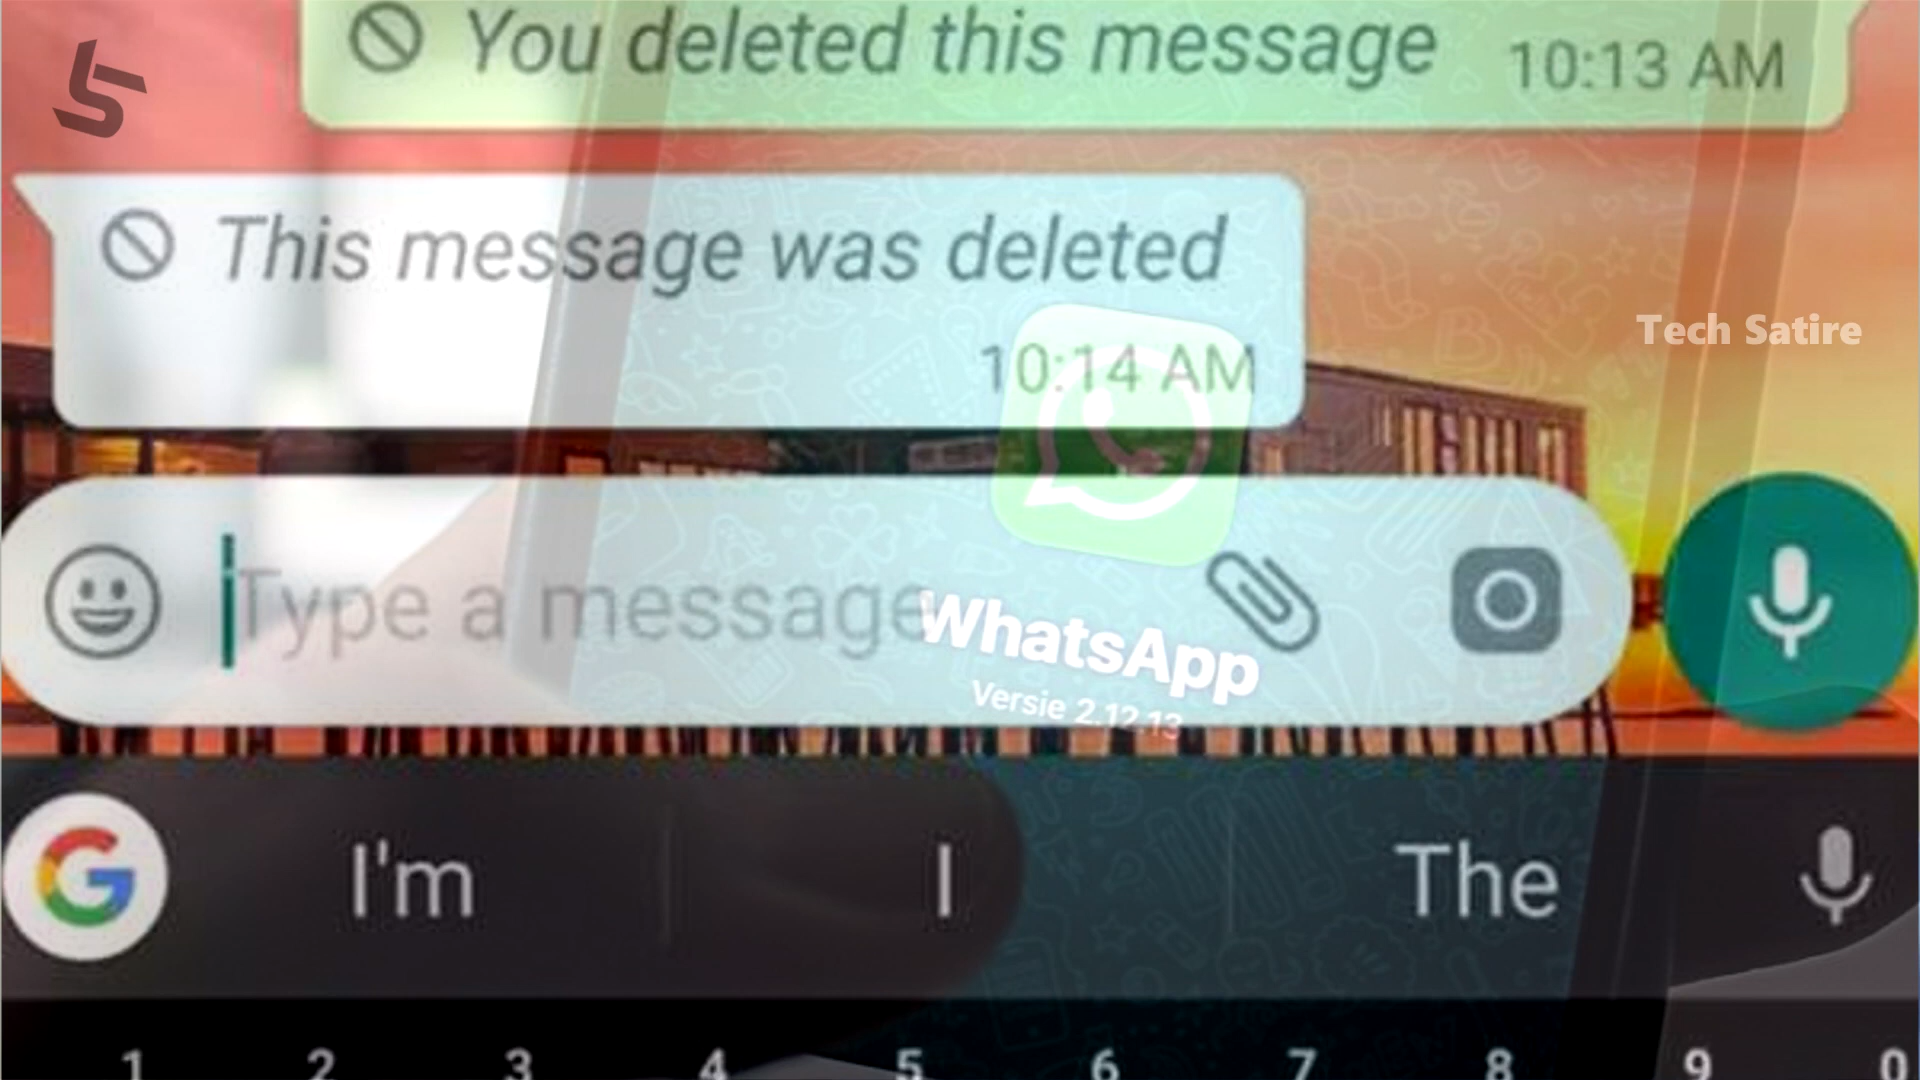 You deleted this message 10:13 AM
This message was deleted
10:14 AM
Tech Satire
Type a message
WhatsApp
Versie 2.12.13
G I'm I The
1 2 3 4 5 6 7 8 9 0